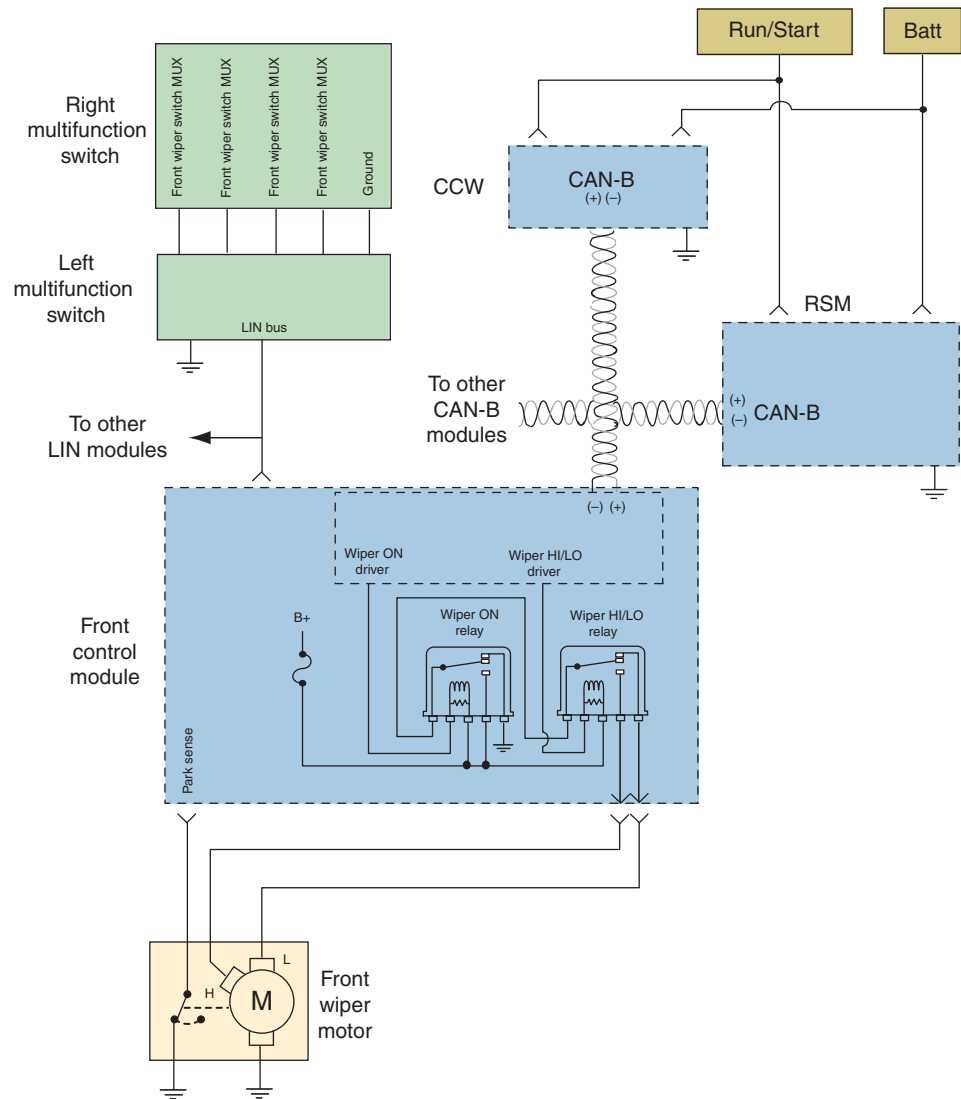 Run/Start
Batt
Right
multifunction
switch
Front wiper switch MUX
Front wiper switch MUX
Front wiper switch MUX
Front wiper switch MUX
Ground
CCW
CAN-B
(+) (–)
Left
multifunction
switch
LIN bus
RSM
To other
CAN-B
modules
(+)
(–)
CAN-B
To other
LIN modules
(–) (+)
Wiper ON
driver
Wiper HI/LO
driver
Front
control
module
B+
Wiper ON
relay
Wiper HI/LO
relay
Park sense
L
H
M
Front
wiper
motor